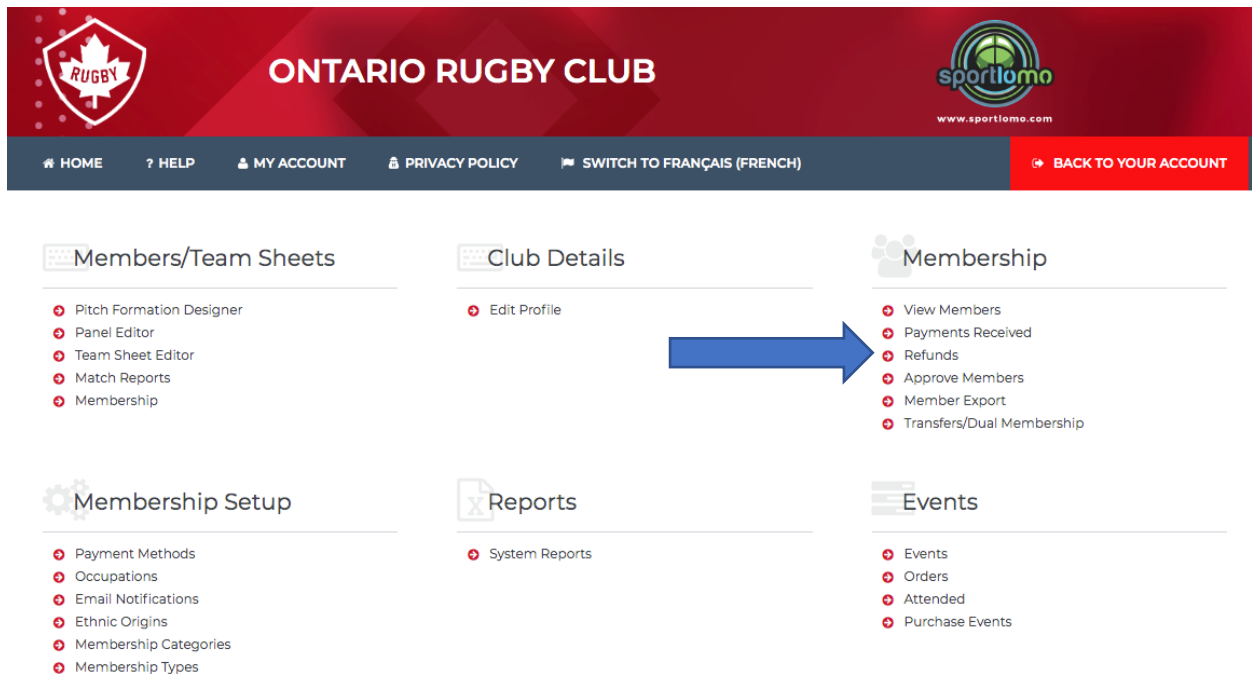 RUGBY
ONTARIO RUGBY CLUB
sportlomo
www.sportlomo.com
HOME
? HELP
MY ACCOUNT
PRIVACY POLICY
SWITCH TO FRANÇAIS (FRENCH)
BACK TO YOUR ACCOUNT
Members/Team Sheets
Pitch Formation Designer
Panel Editor
Team Sheet Editor
Match Reports
Membership
Club Details
Edit Profile
Membership
View Members
Payments Received
Refunds
Approve Members
Member Export
Transfers/Dual Membership
Membership Setup
Payment Methods
Occupations
Email Notifications
Ethnic Origins
Membership Categories
Membership Types
X
Reports
System Reports
Events
Events
Orders
Attended
Purchase Events